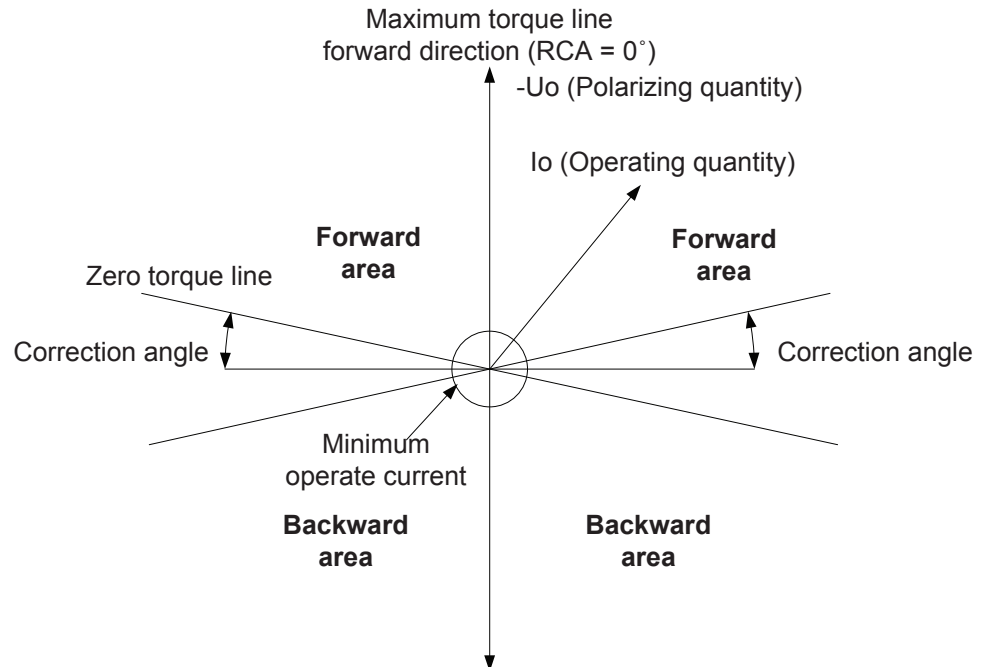 Maximum torque line
forward direction (RCA = 0˚)
-Uo (Polarizing quantity)
Io (Operating quantity)
Forward
area
Forward
area
Zero torque line
Correction angle
Correction angle
Minimum
operate current
Backward
area
Backward
area